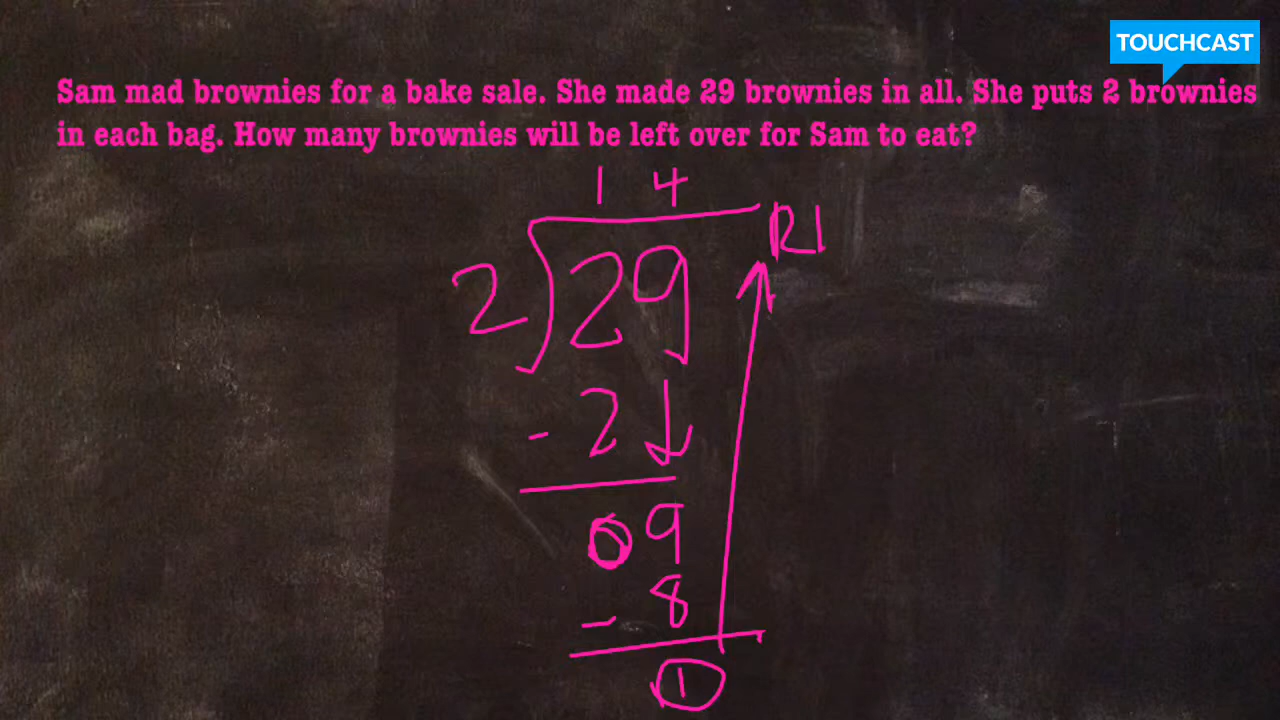 TOUCHCAST
Sam mad brownies for a bake sale. She made 29 brownies in all. She puts 2 brownies
in each bag. How many brownies will be left over for Sam to eat?
14 R1
2)29
- 2↓
09
- 8
1